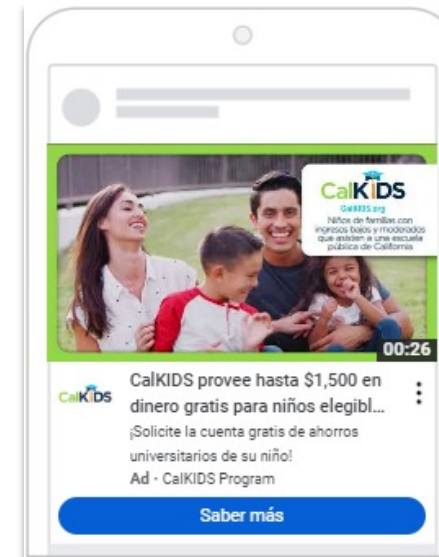 CalKIDS
CalKIDS.org
Niños de familias con
ingresos bajos y moderados
que asisten a una escuela
pública de California
00:26
CalKIDS
CalKIDS provee hasta $1,500 en
dinero gratis para niños elegibl...
¡Solicite la cuenta gratis de ahorros
universitarios de su niño!
Ad · CalKIDS Program
Saber más